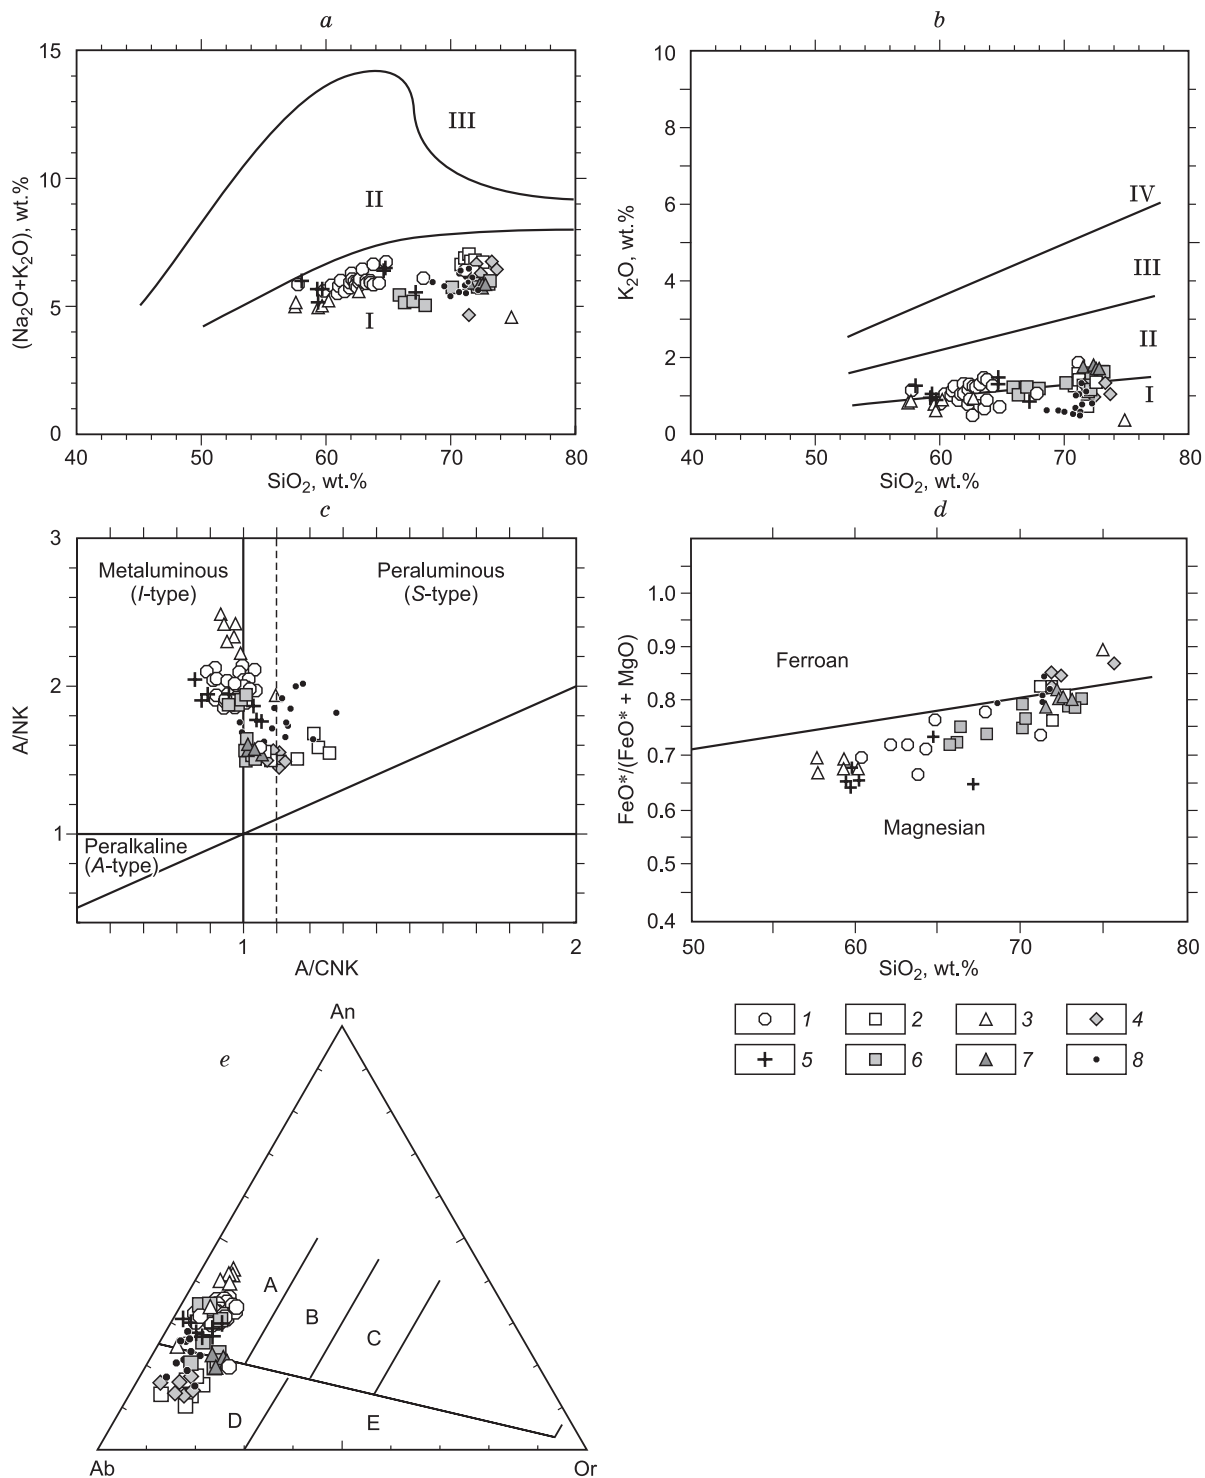 a
15
10
5
0
(Na2O+K2O), wt.%
III
II
I
40 50 60 70 80
SiO2, wt.%
b
10
8
6
4
2
0
K2O, wt.%
IV
III
II
I
40 50 60 70 80
SiO2, wt.%
c
3
2
1
A/NK
Metaluminous
(I-type)
Peraluminous
(S-type)
Peralkaline
(A-type)
1 2
A/CNK
d
1.0
0.9
0.8
0.7
0.6
0.5
0.4
FeO*/(FeO* + MgO)
Ferroan
Magnesian
50 60 70 80
SiO2, wt.%
e
An
A
B
C
D
E
Ab
Or
1 2 3 4
5 6 7 8